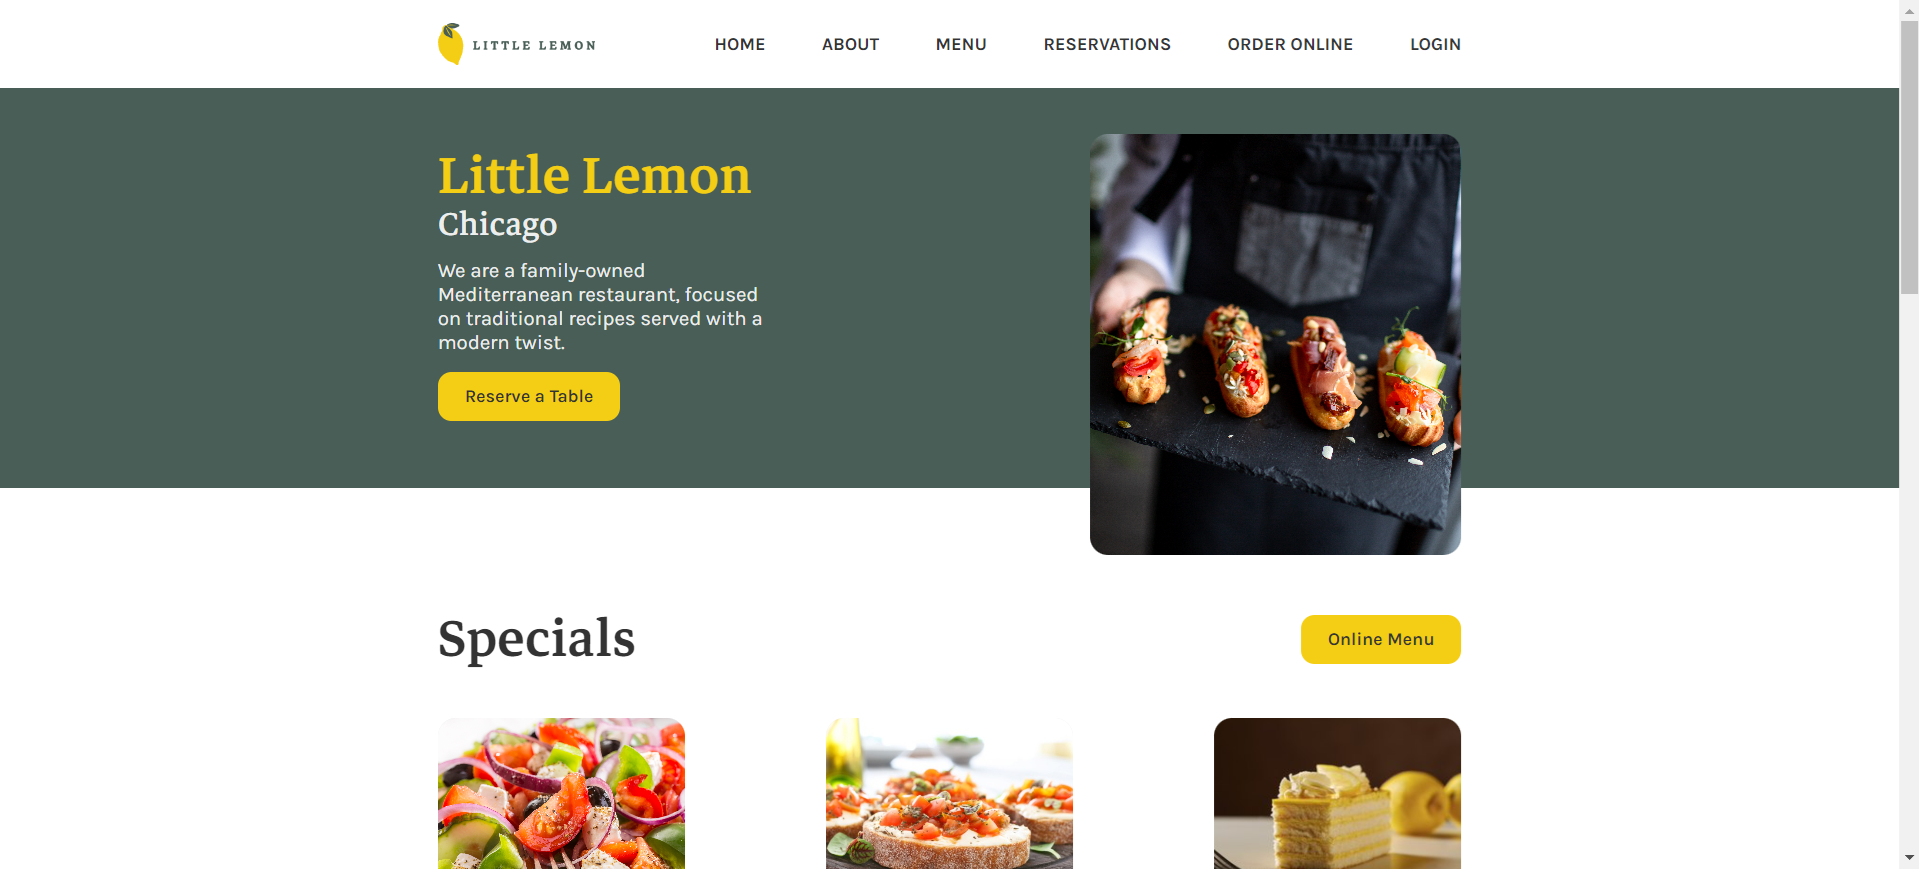 LITTLE LEMON
HOME ABOUT MENU RESERVATIONS ORDER ONLINE LOGIN
Little Lemon
Chicago
We are a family-owned
Mediterranean restaurant, focused
on traditional recipes served with a
modern twist.
Reserve a Table
Specials
Online Menu